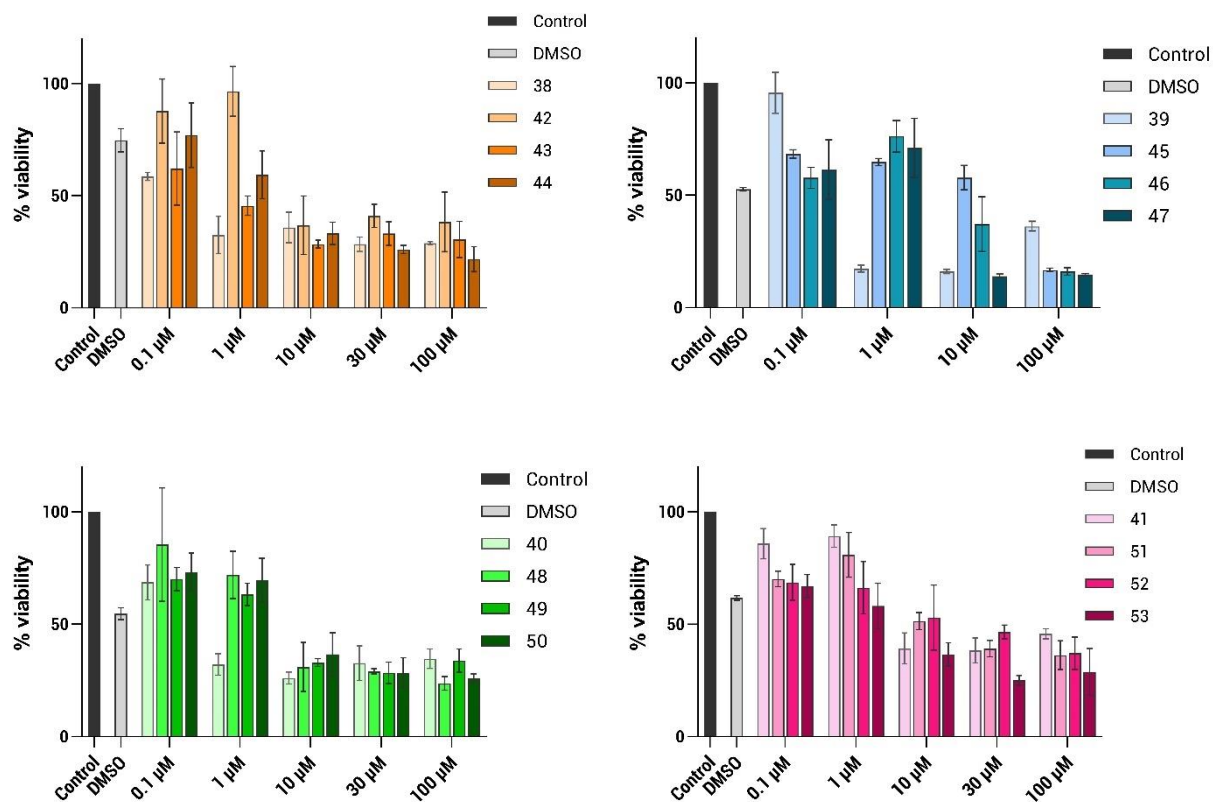 Control
DMSO
38
42
43
44
% viability
100
50
0
Control
DMSO
0.1 µM
1 µM
10 µM
30 µM
100 µM
Control
DMSO
39
45
46
47
% viability
100
50
0
Control
DMSO
0.1 µM
1 µM
10 µM
100 µM
Control
DMSO
40
48
49
50
% viability
100
50
0
Control
DMSO
0.1 µM
1 µM
10 µM
30 µM
100 µM
Control
DMSO
41
51
52
53
% viability
100
50
0
Control
DMSO
0.1 µM
1 µM
10 µM
30 µM
100 µM